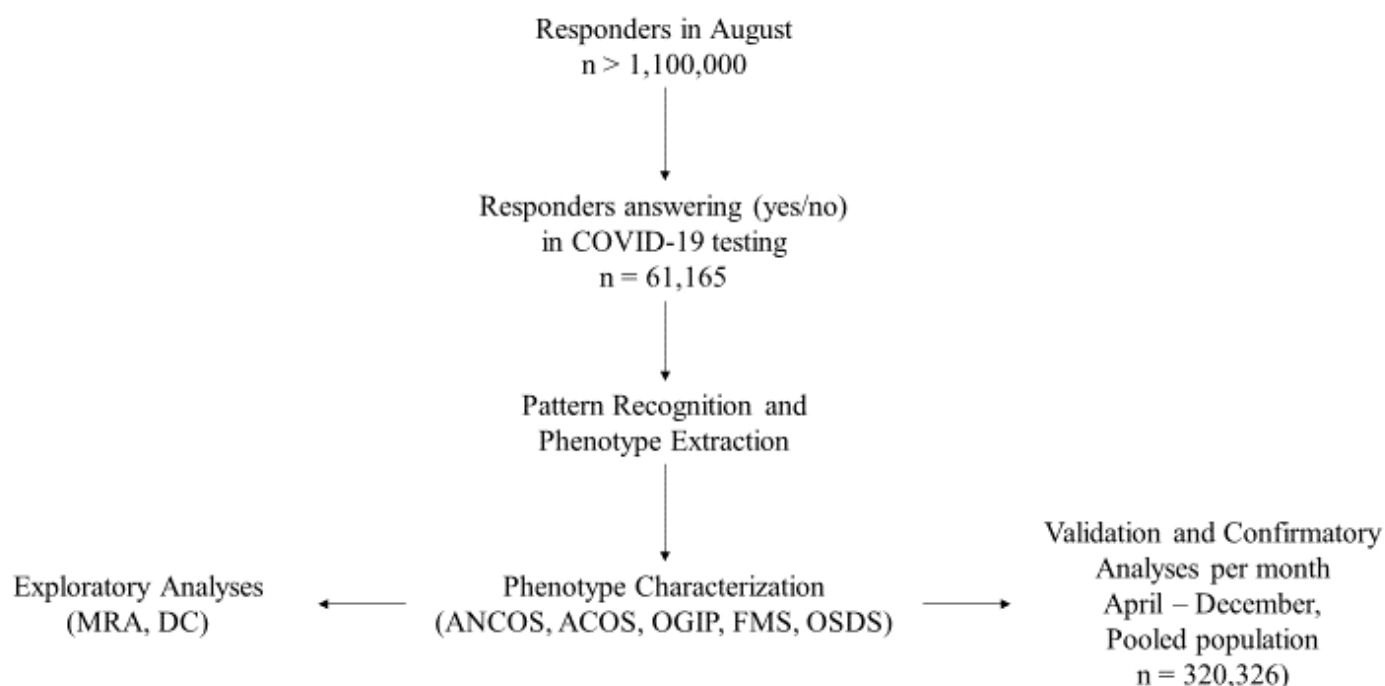 Responders in August
n > 1,100,000
Responders answering (yes/no)
in COVID-19 testing
n = 61,165
Pattern Recognition and
Phenotype Extraction
Exploratory Analyses
(MRA, DC)
Phenotype Characterization
(ANCOS, ACOS, OGIP, FMS, OSDS)
Validation and Confirmatory
Analyses per month
April – December,
Pooled population
n = 320,326)